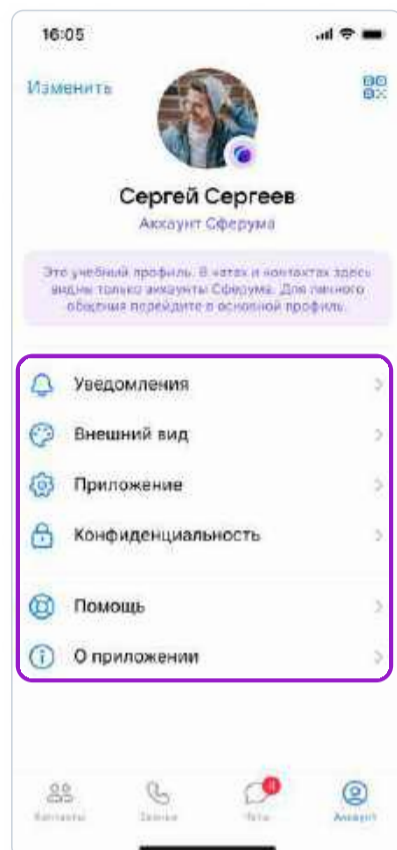 16:05
Изменить
Сергей Сергеев
Аккаунт Сферума
Это учебный профиль. В чатах и контактах здесь
видны только аккаунты Сферума. Для личного
общения перейдите в основной профиль.
Уведомления
Внешний вид
Приложение
Конфиденциальность
Помощь
О приложении
Контакты
Звонки
Чаты
Аккаунт